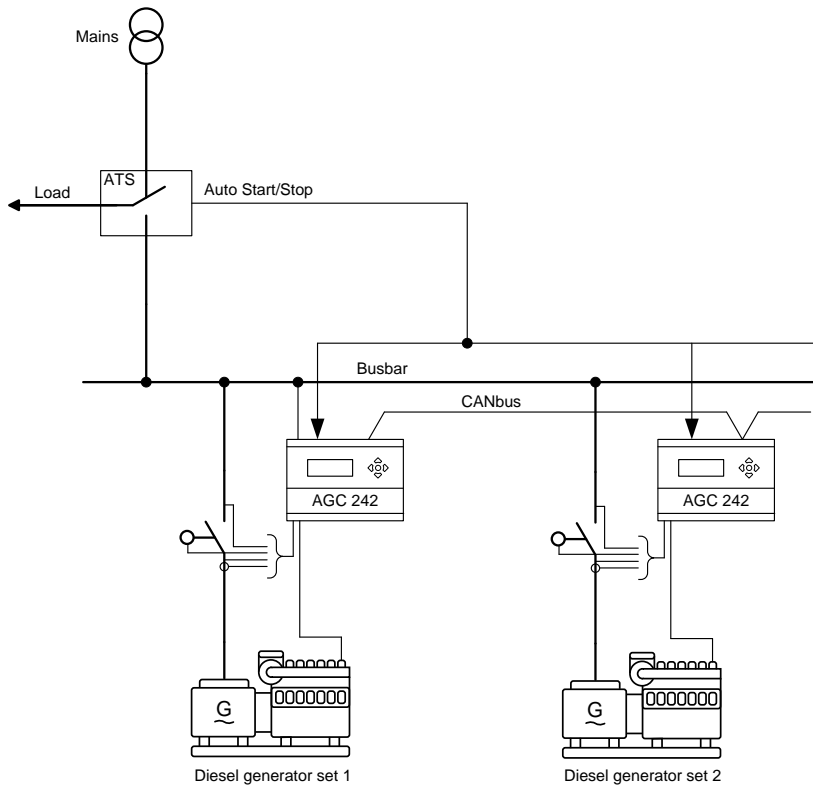 Mains
ATS
Auto Start/Stop
Load
Busbar
CANbus
AGC 242
AGC 242
G
G
Diesel generator set 1
Diesel generator set 2